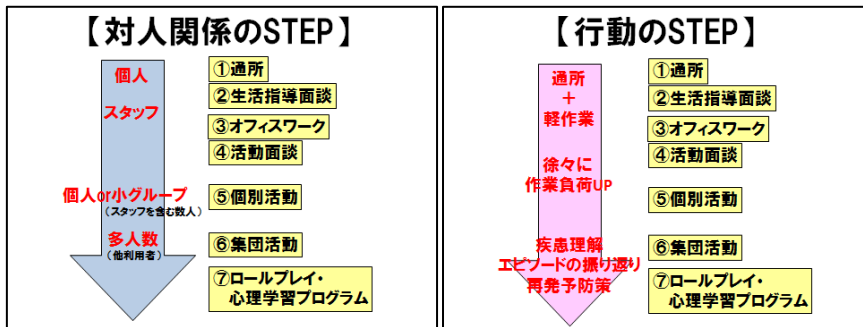 【対人関係のSTEP】
個人
スタッフ
個人or小グループ
（スタッフを含む数人）
多人数
（他利用者）
①通所
②生活指導面談
③オフィスワーク
④活動面談
⑤個別活動
⑥集団活動
⑦ロールプレイ・
心理学習プログラム
【行動のSTEP】
通所
＋
軽作業
徐々に
作業負荷UP
疾患理解
エピソードの振り返り
再発予防策
①通所
②生活指導面談
③オフィスワーク
④活動面談
⑤個別活動
⑥集団活動
⑦ロールプレイ・
心理学習プログラム